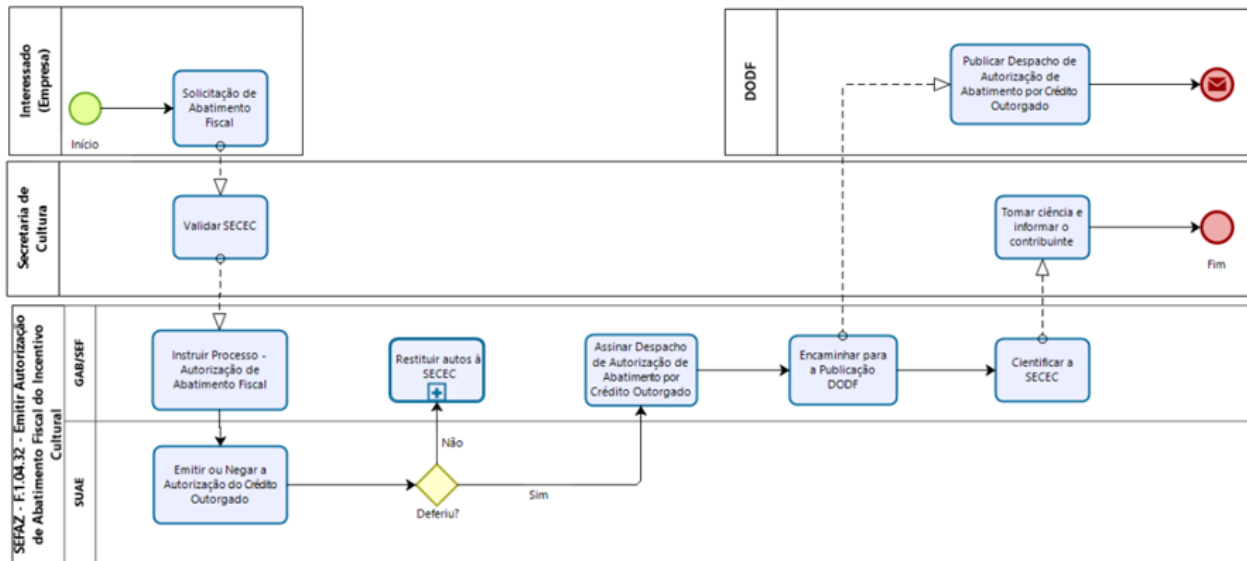 Interessado
(Empresa)
Início
Solicitação de
Abatimento
Fiscal
DODF
Publicar Despacho de
Autorização de
Abatimento por Crédito
Outorgado
Secretaria de
Cultura
Validar SECEC
Tomar ciência e
informar o
contribuinte
Fim
SEFAZ - F.1.04.32 - Emitir Autorização
de Abatimento Fiscal do Incentivo
Cultural
GAB/SEF
Instruir Processo -
Autorização de
Abatimento Fiscal
Restituir autos à
SECEC
Assinar Despacho
de Autorização de
Abatimento por
Crédito Outorgado
Encaminhar para
a Publicação
DODF
Cientificar a
SECEC
SUAE
Emitir ou Negar a
Autorização do Crédito
Outorgado
Não
Sim
Deferiu?